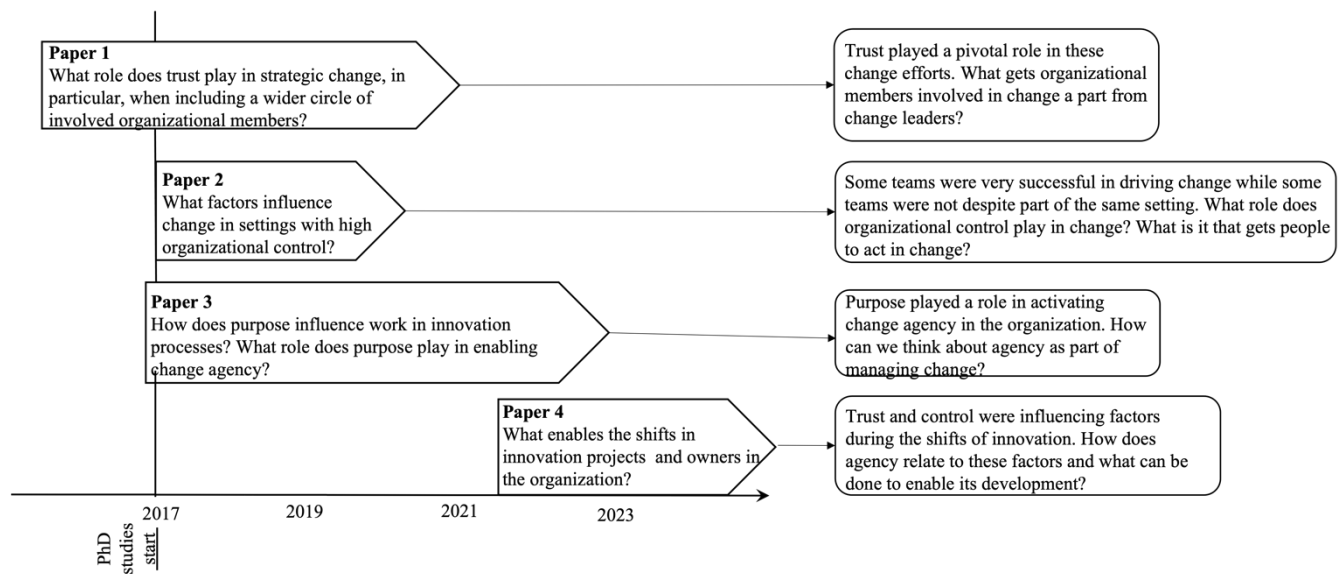 Paper 1
What role does trust play in strategic change, in
particular, when including a wider circle of
involved organizational members?
Trust played a pivotal role in these
change efforts. What gets organizational
members involved in change a part from
change leaders?
Paper 2
What factors influence
change in settings with high
organizational control?
Some teams were very successful in driving change while some
teams were not despite part of the same setting. What role does
organizational control play in change? What is it that gets people
to act in change?
Paper 3
How does purpose influence work in innovation
processes? What role does purpose play in enabling
change agency?
Purpose played a role in activating
change agency in the organization. How
can we think about agency as part of
managing change?
Paper 4
What enables the shifts in
innovation projects and owners in
the organization?
Trust and control were influencing factors
during the shifts of innovation. How does
agency relate to these factors and what can be
done to enable its development?
2017
2019
2021
2023
PhD
studies
start